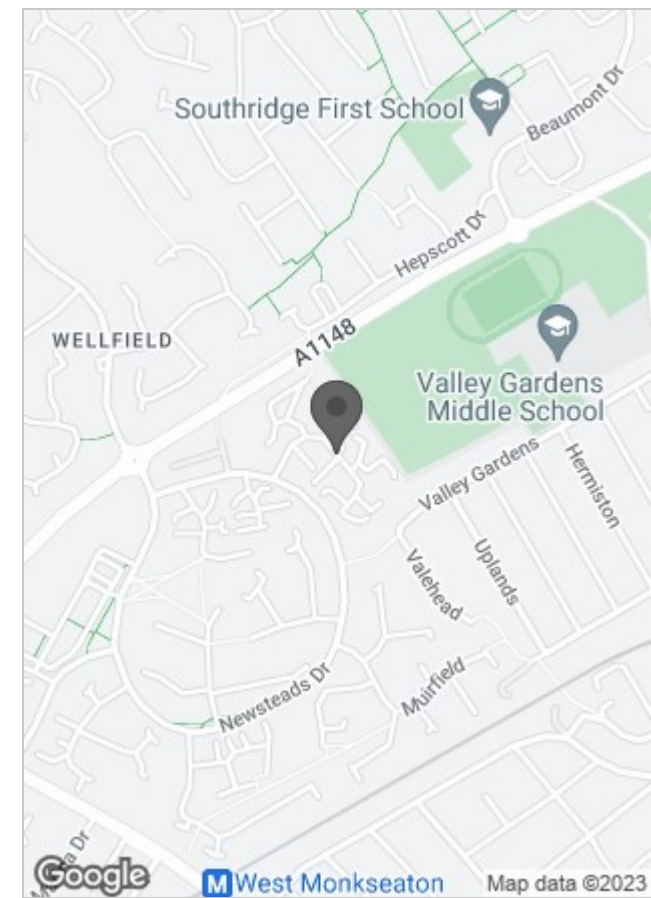 Southridge First School
Beaumont Dr
Hepscott Dr
WELLFIELD
A1148
Valley Gardens
Middle School
Valley Gardens
Hermiston
Uplands
Valehead
Muirfield
Newsteads Dr
Dr
Google
M West Monkseaton
Map data ©2023